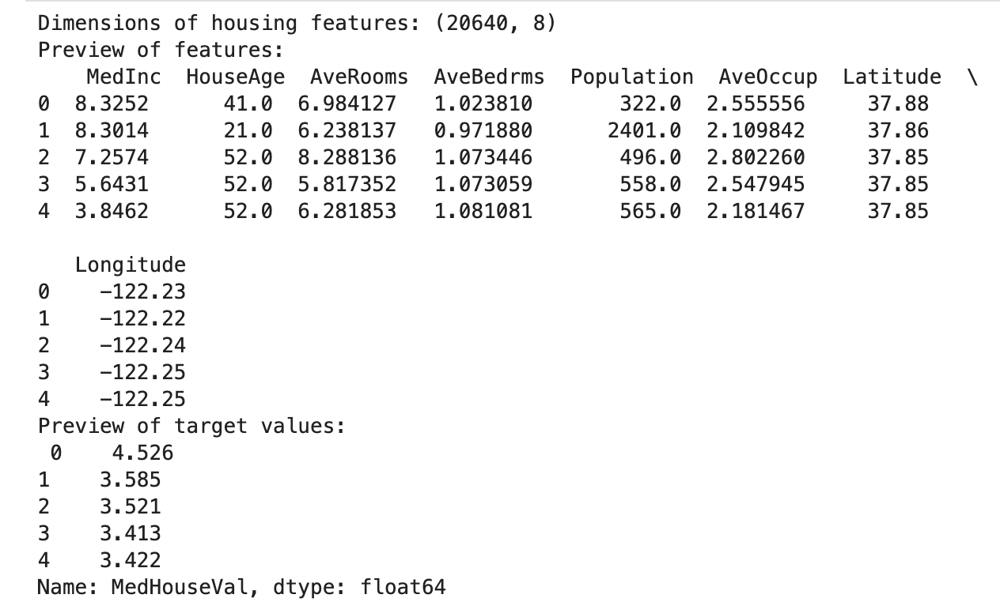 Dimensions of housing features: (20640, 8)
Preview of features:
    MedInc  HouseAge  AveRooms  AveBedrms  Population  AveOccup  Latitude  \
0  8.3252      41.0  6.984127   1.023810       322.0  2.555556     37.88
1  8.3014      21.0  6.238137   0.971880      2401.0  2.109842     37.86
2  7.2574      52.0  8.288136   1.073446       496.0  2.802260     37.85
3  5.6431      52.0  5.817352   1.073059       558.0  2.547945     37.85
4  3.8462      52.0  6.281853   1.081081       565.0  2.181467     37.85
   Longitude
0    -122.23
1    -122.22
2    -122.24
3    -122.25
4    -122.25
Preview of target values:
 0    4.526
1    3.585
2    3.521
3    3.413
4    3.422
Name: MedHouseVal, dtype: float64